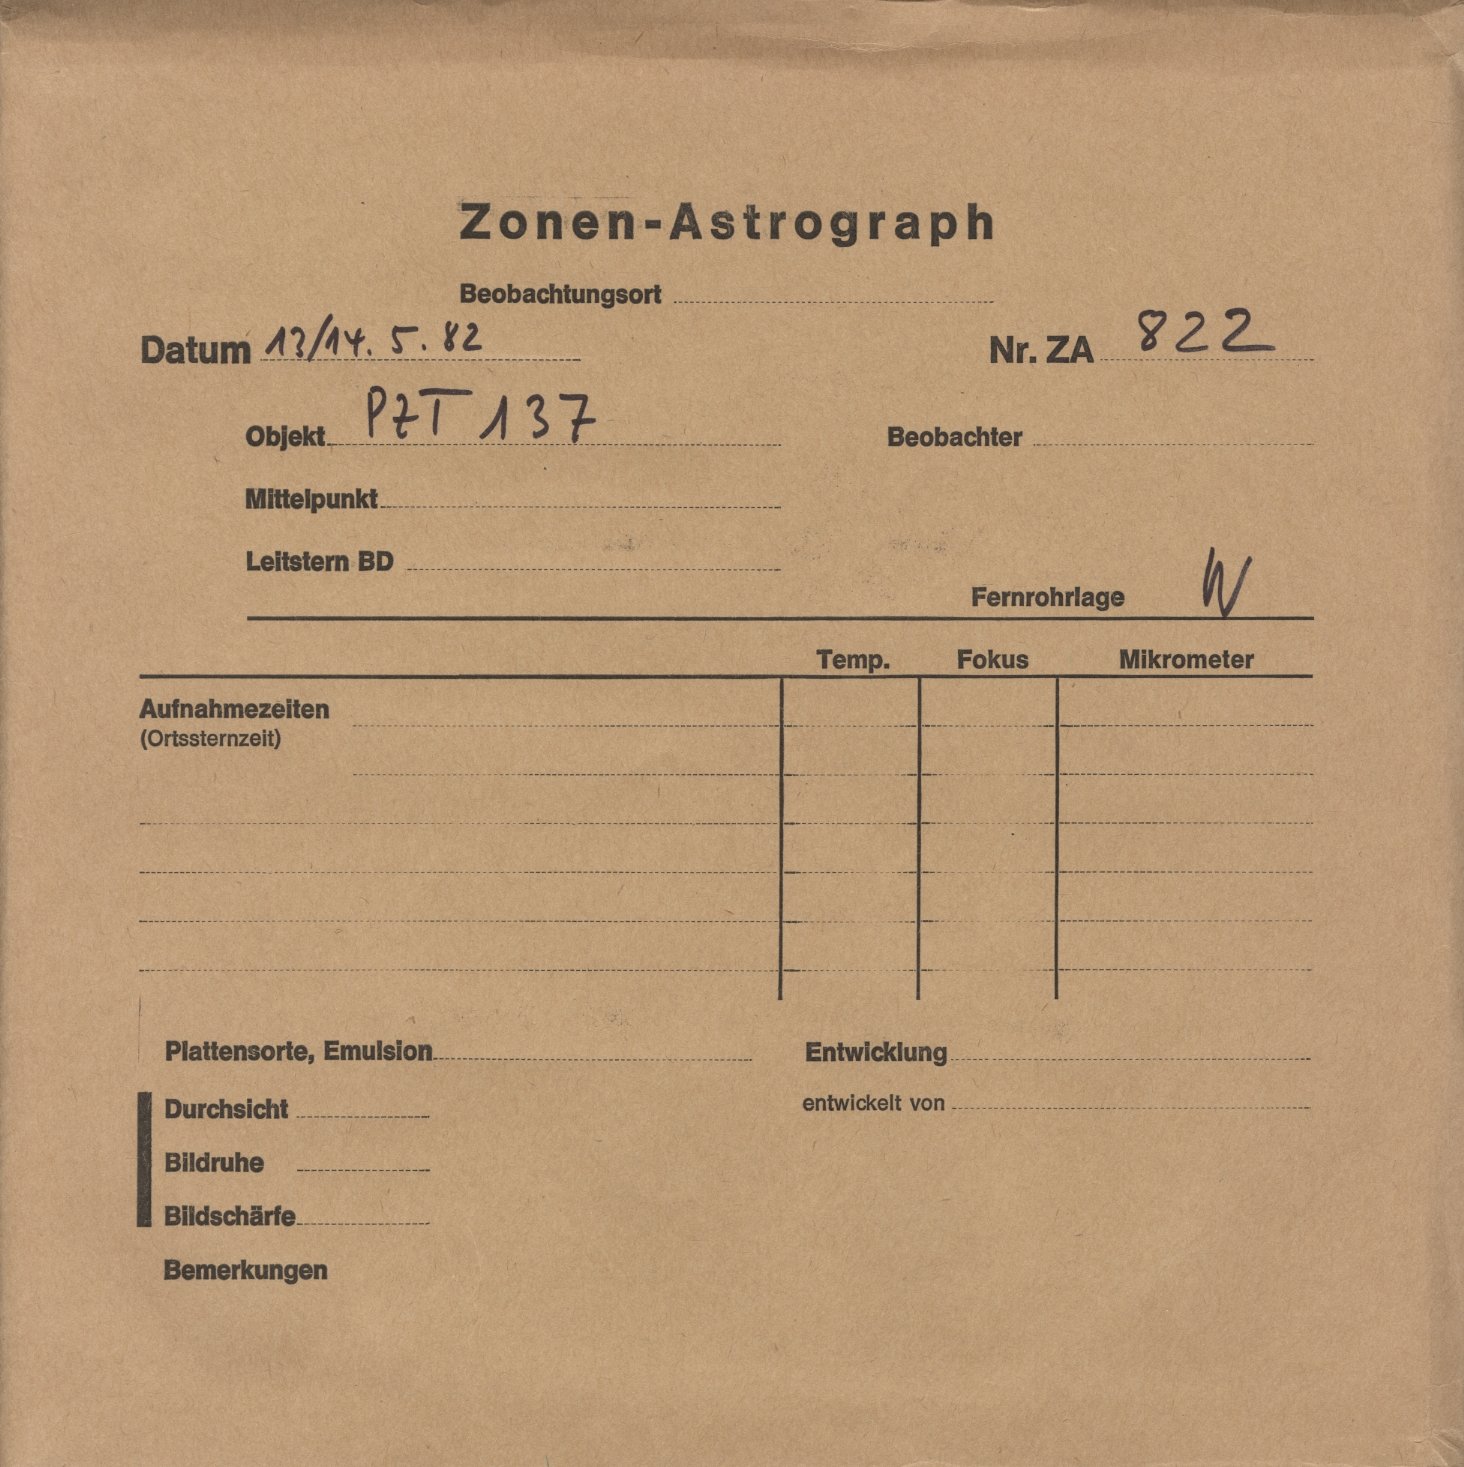 Zonen-Astrograph
Beobachtungsort
Datum 13/14. 5. 82 Nr. ZA 822
Objekt PZT 137 Beobachter
Mittelpunkt
Leitstern BD
Fernrohrlage W
Temp. Fokus Mikrometer
Aufnahmezeiten
(Ortssternzeit)
Plattensorte, Emulsion Entwicklung
Durchsicht entwickelt von
Bildruhe
Bildschärfe
Bemerkungen